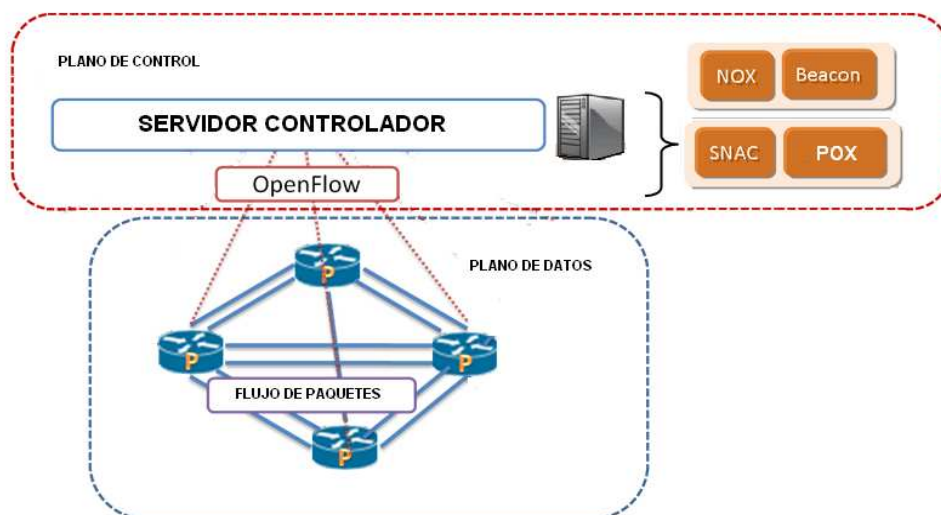 PLANO DE CONTROL
SERVIDOR CONTROLADOR
NOX
Beacon
SNAC
POX
OpenFlow
PLANO DE DATOS
P
P
P
FLUJO DE PAQUETES
P